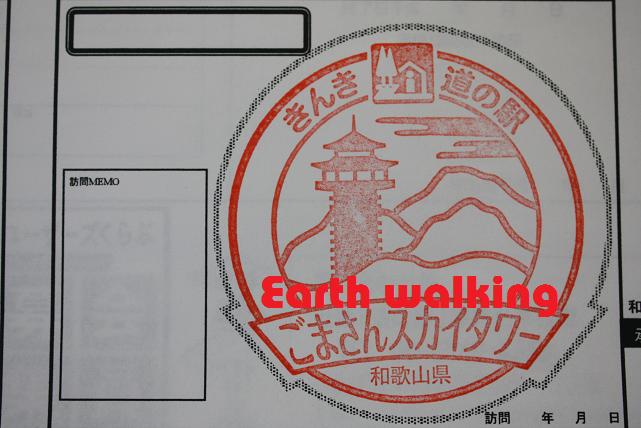 きんき 道の駅
訪問MEMO
Earth walking
ごまさんスカイタワー
和歌山県
和
訪問 年 月 日